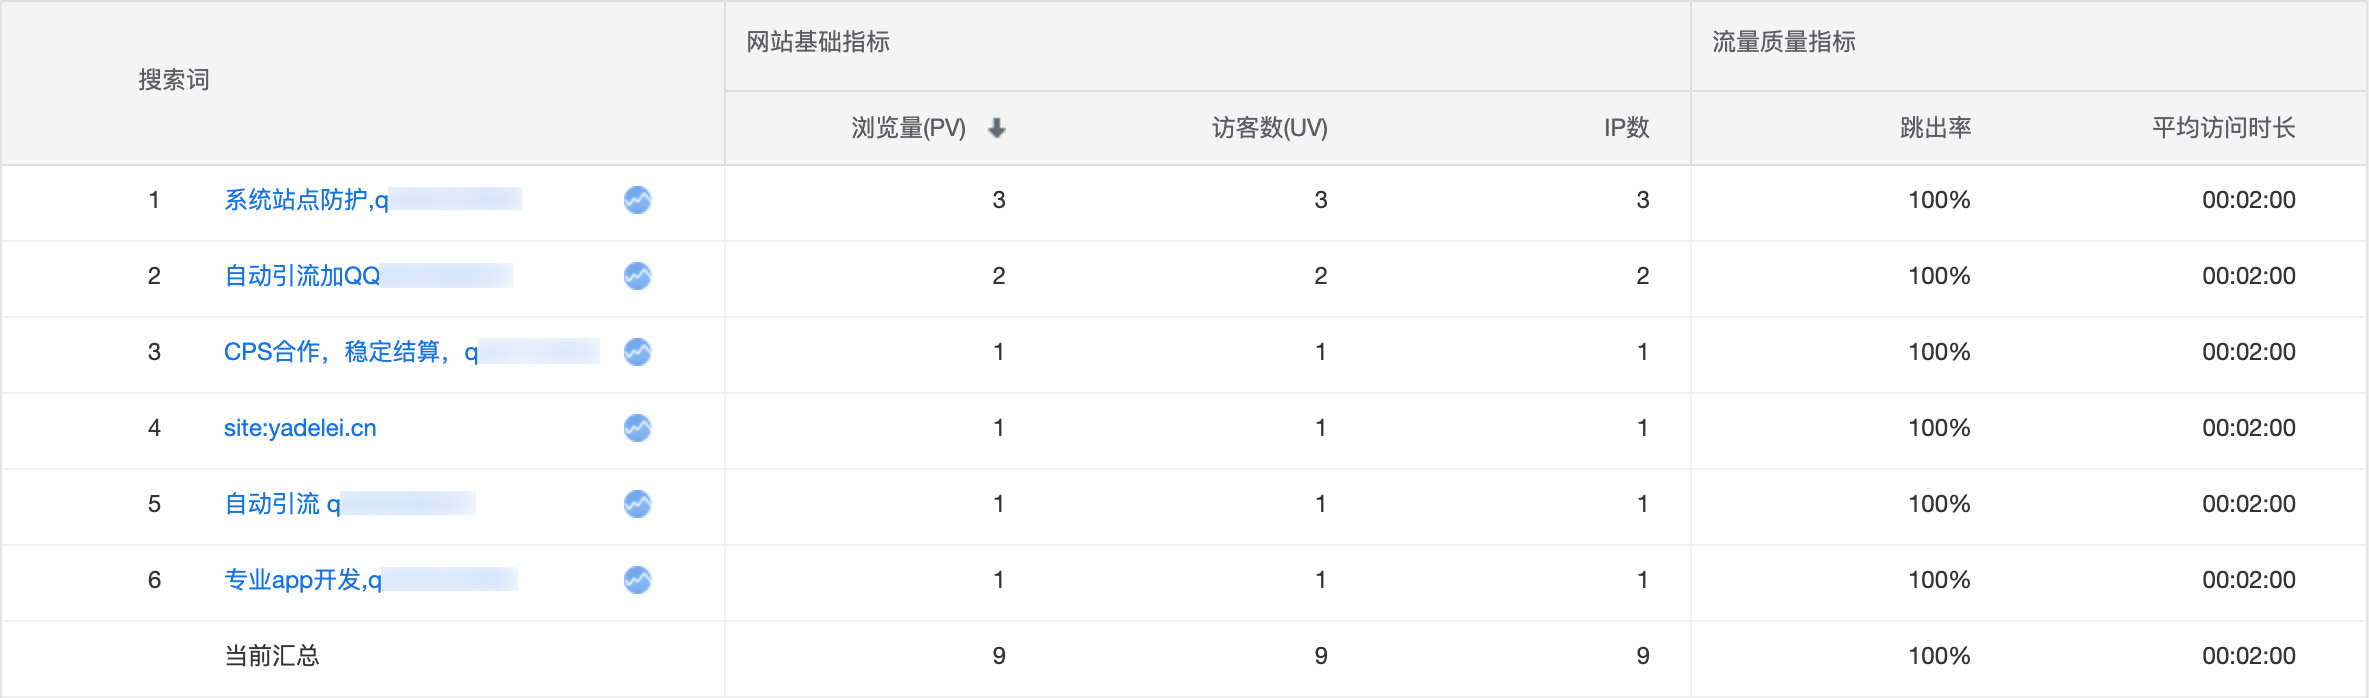 搜索词 网站基础指标 流量质量指标
浏览量(PV) 访客数(UV) IP数 跳出率 平均访问时长
1 系统站点防护,q 3 3 3 100% 00:02:00
2 自动引流加QQ 2 2 2 100% 00:02:00
3 CPS合作，稳定结算，q 1 1 1 100% 00:02:00
4 site:yadelei.cn 1 1 1 100% 00:02:00
5 自动引流 q 1 1 1 100% 00:02:00
6 专业app开发,q 1 1 1 100% 00:02:00
当前汇总 9 9 9 100% 00:02:00